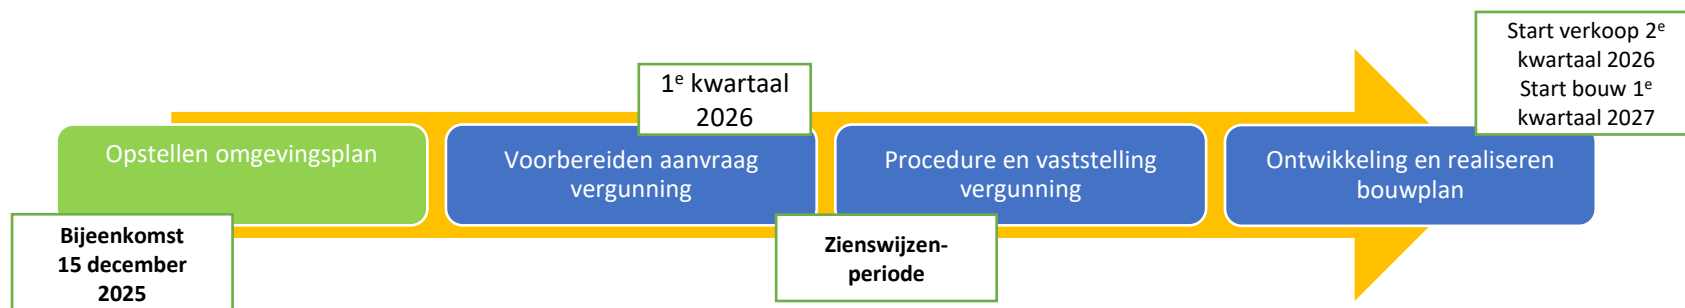 Opstellen omgevingsplan
Bijeenkomst
15 december
2025
Voorbereiden aanvraag
vergunning
1e kwartaal
2026
Procedure en vaststelling
vergunning
Zienswijzen-
periode
Ontwikkeling en realiseren
bouwplan
Start verkoop 2e
kwartaal 2026
Start bouw 1e
kwartaal 2027